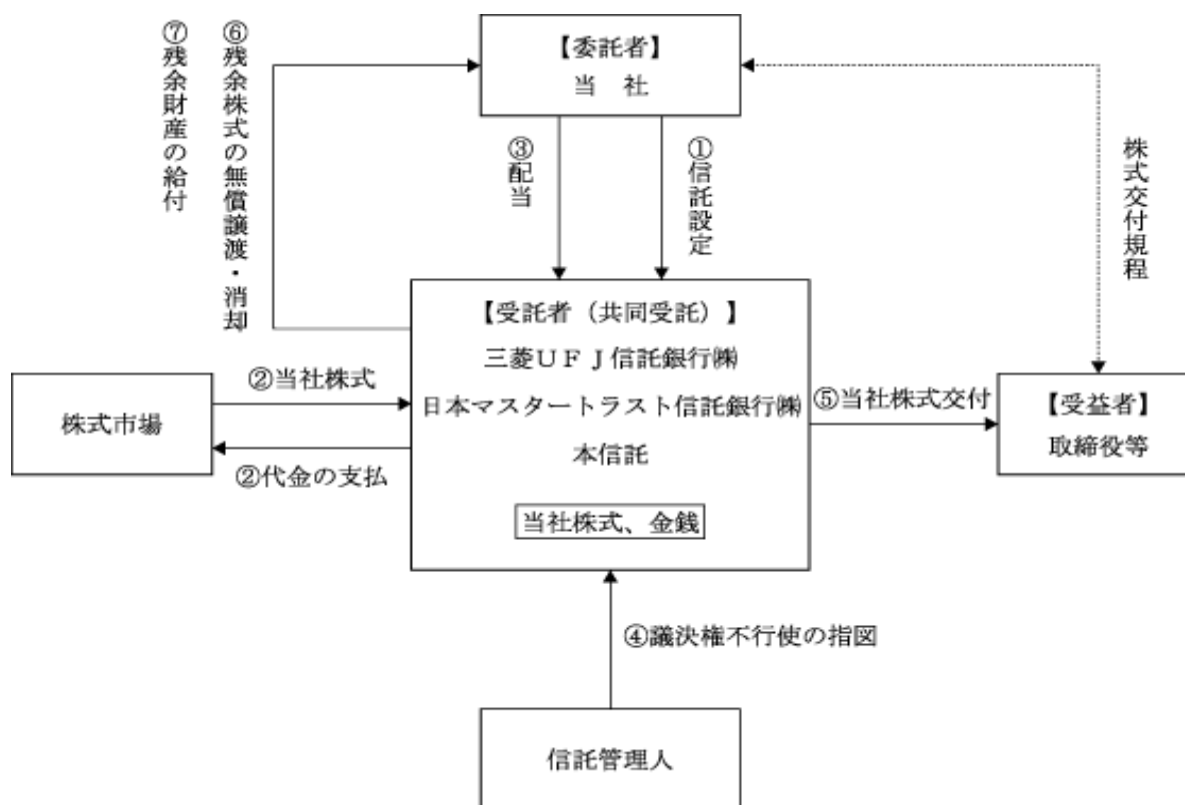 ⑦残余財産の給付
⑥残余株式の無償譲渡・消却
【委託者】
当　社
③配当
①信託設定
株式交付規程
【受託者（共同受託）】
三菱ＵＦＪ信託銀行㈱
日本マスタートラスト信託銀行㈱
本信託
当社株式、金銭
株式市場
②当社株式
②代金の支払
⑤当社株式交付
【受益者】
取締役等
④議決権不行使の指図
信託管理人